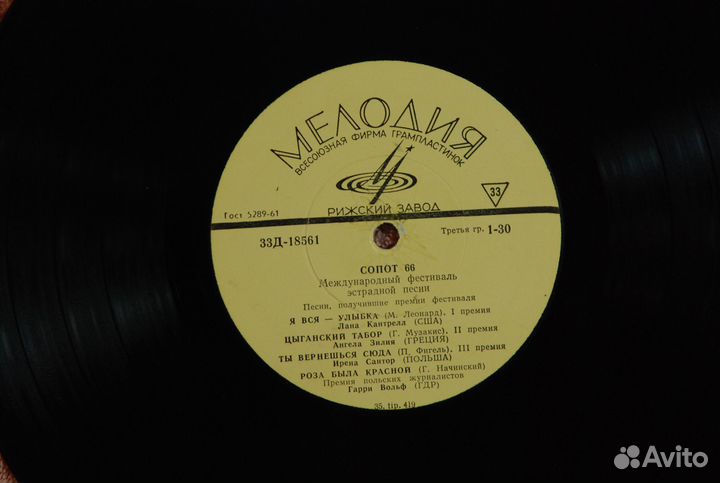 МЕЛОДИЯ
ВСЕСОЮЗНАЯ ФИРМА ГРАМПЛАСТИНОК
33
РИЖСКИЙ ЗАВОД
Гост 5289-61
33Д-18561
Третья гр. 1-30
СОПОТ 66
Международный фестиваль
эстрадной песни
Песни, получившие премии фестиваля
Я ВСЯ — УЛЫБКА (М. Леонард), I премия
Лана Кантрелл (США)
ЦЫГАНСКИЙ ТАБОР (Г. Музакис), II премия
Ангела Зилия (ГРЕЦИЯ)
ТЫ ВЕРНЕШЬСЯ СЮДА (П. Фигель), III премия
Ирена Сантор (ПОЛЬША)
РОЗА БЫЛА КРАСНОЙ (Г. Начинский)
Премия польских журналистов
Гарри Вольф (ГДР)
35. tip. 419
Avito